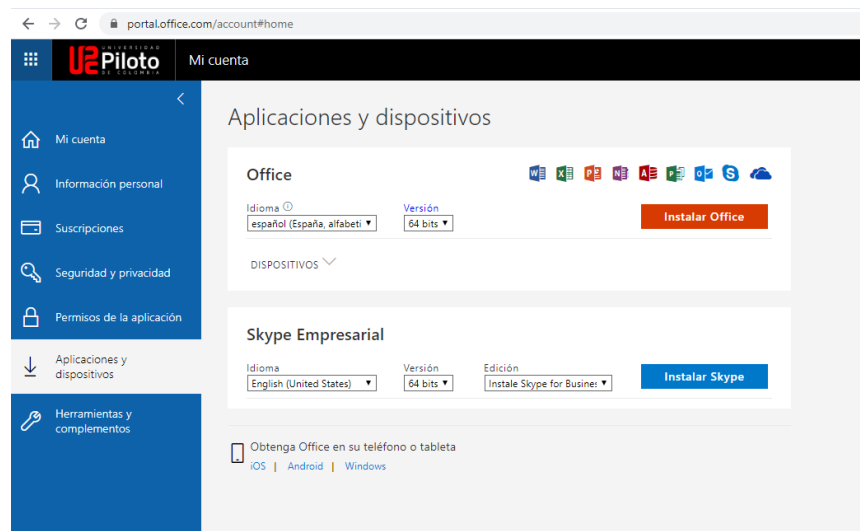 portal.office.com/account#home
UNIVERSIDAD
Piloto
DE COLOMBIA
Mi cuenta
Mi cuenta
Información personal
Suscripciones
Seguridad y privacidad
Permisos de la aplicación
Aplicaciones y
dispositivos
Herramientas y
complementos
Aplicaciones y dispositivos
Office
Idioma
Versión
español (España, alfabeti
64 bits
Instalar Office
DISPOSITIVOS
Skype Empresarial
Idioma
Versión
Edición
English (United States)
64 bits
Instale Skype for Busines
Instalar Skype
Obtenga Office en su teléfono o tableta
iOS | Android | Windows